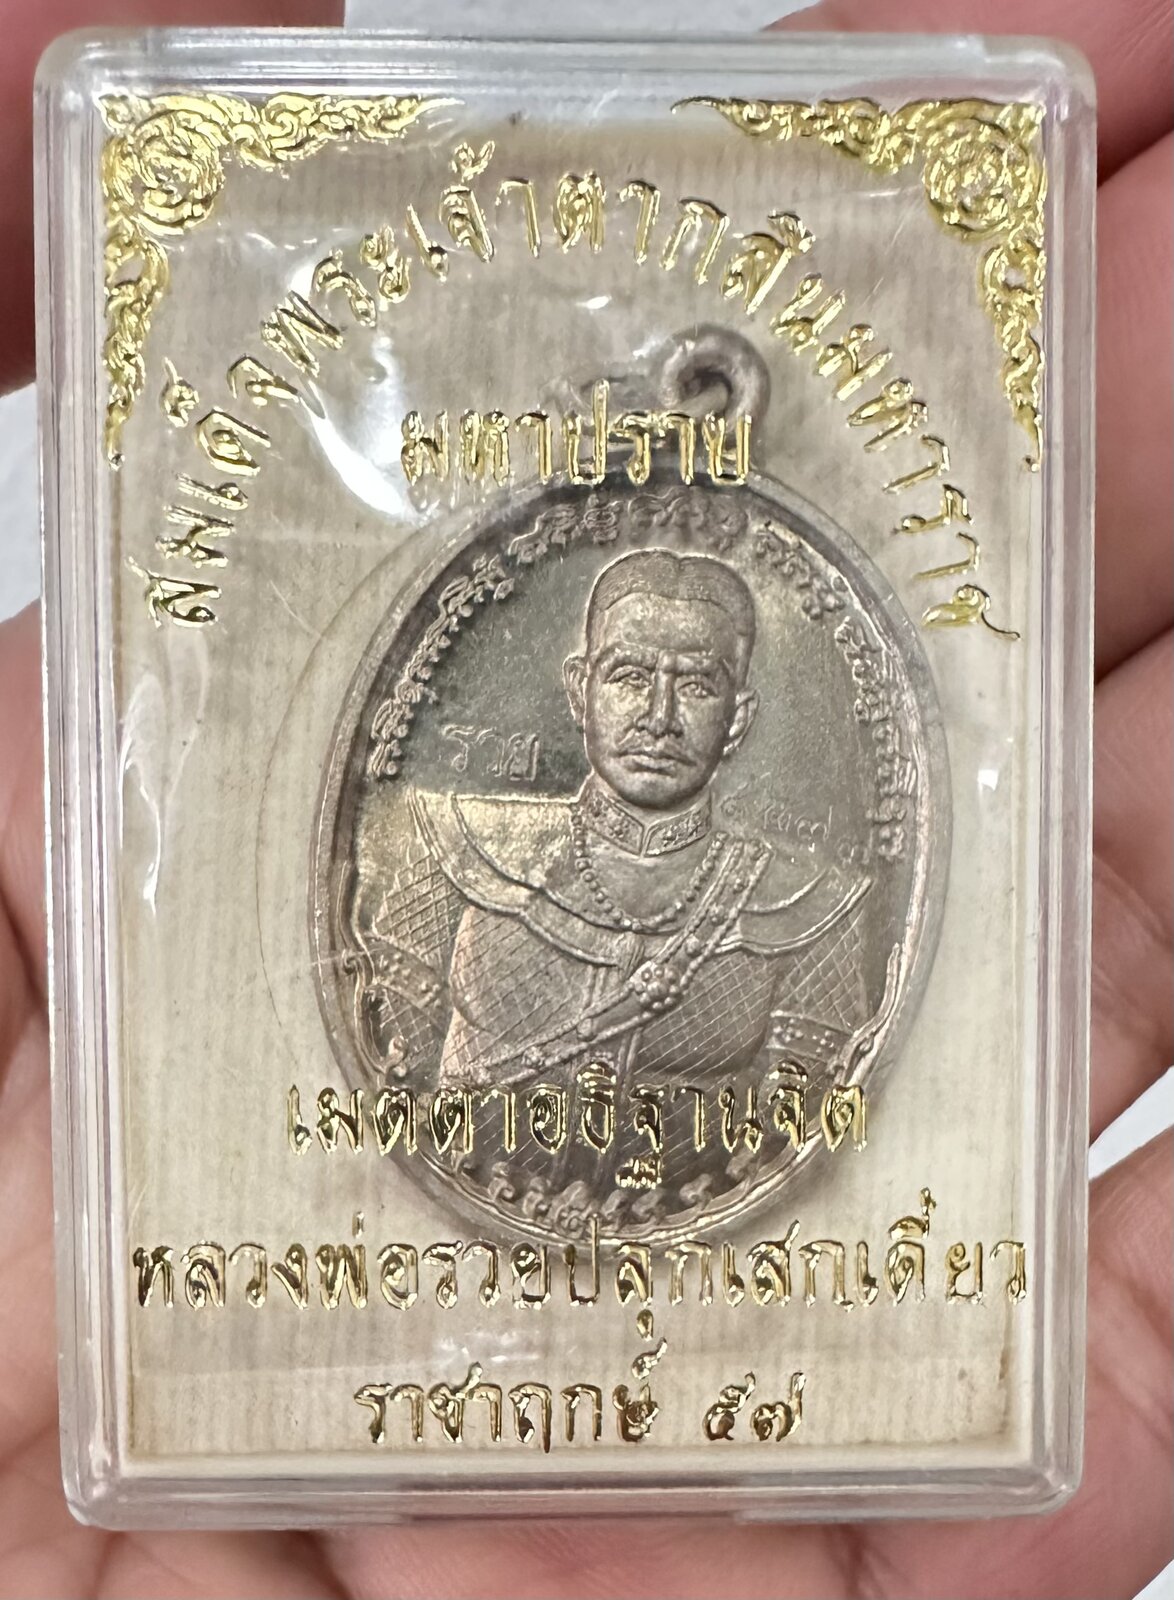 สมเด็จพระเจ้าตากสินมหาราช
มหาปราบ
รวย
เมตตาอธิฐานจิต
หลวงพ่อรวยปลุกเสกเดี่ยว
ราชาฤกษ์ ๕๗